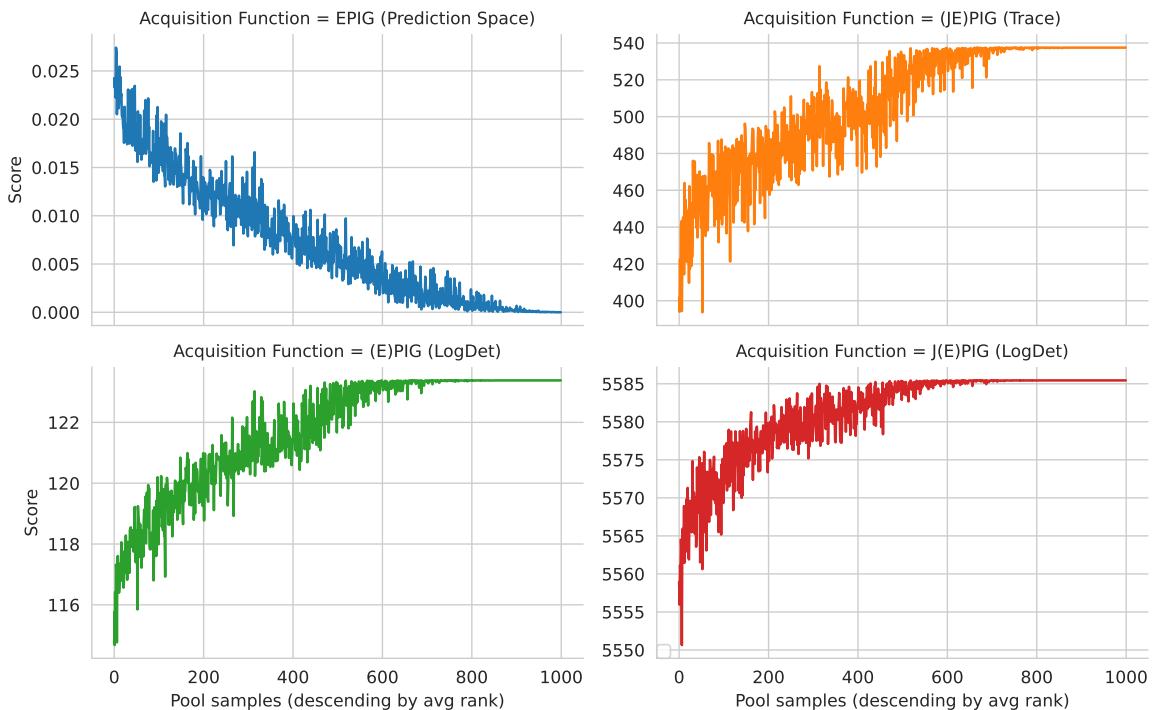 Acquisition Function = EPIG (Prediction Space)
Acquisition Function = (JE)PIG (Trace)
0.025
0.020
0.015
0.010
0.005
0.000
Score
540
520
500
480
460
440
420
400
Acquisition Function = (E)PIG (LogDet)
Acquisition Function = J(E)PIG (LogDet)
122
120
118
116
Score
0 200 400 600 800 1000
Pool samples (descending by avg rank)
5585
5580
5575
5570
5565
5560
5555
5550
0 200 400 600 800 1000
Pool samples (descending by avg rank)